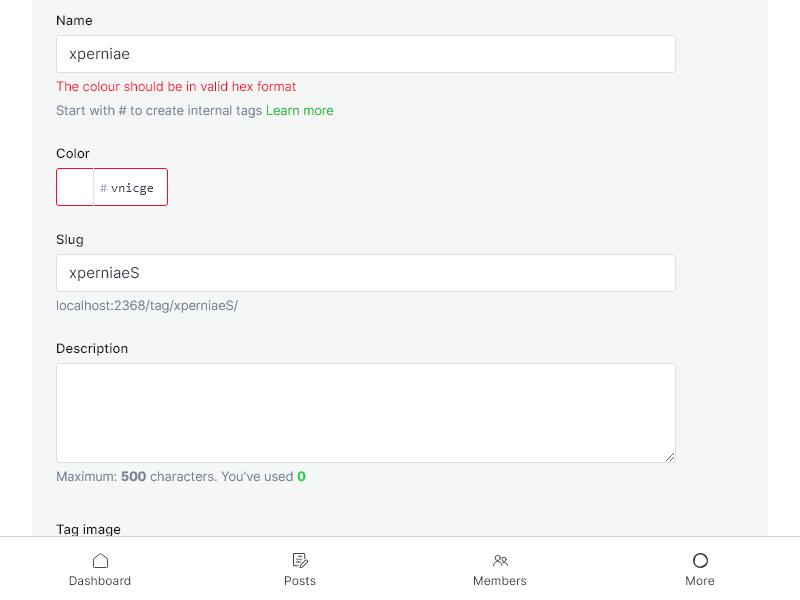 Name
xperniae
The colour should be in valid hex format
Start with # to create internal tags Learn more
Color
# vnicge
Slug
xperniaeS
localhost:2368/tag/xperniaeS/
Description
Maximum: 500 characters. You’ve used 0
Tag image
Dashboard Posts Members More